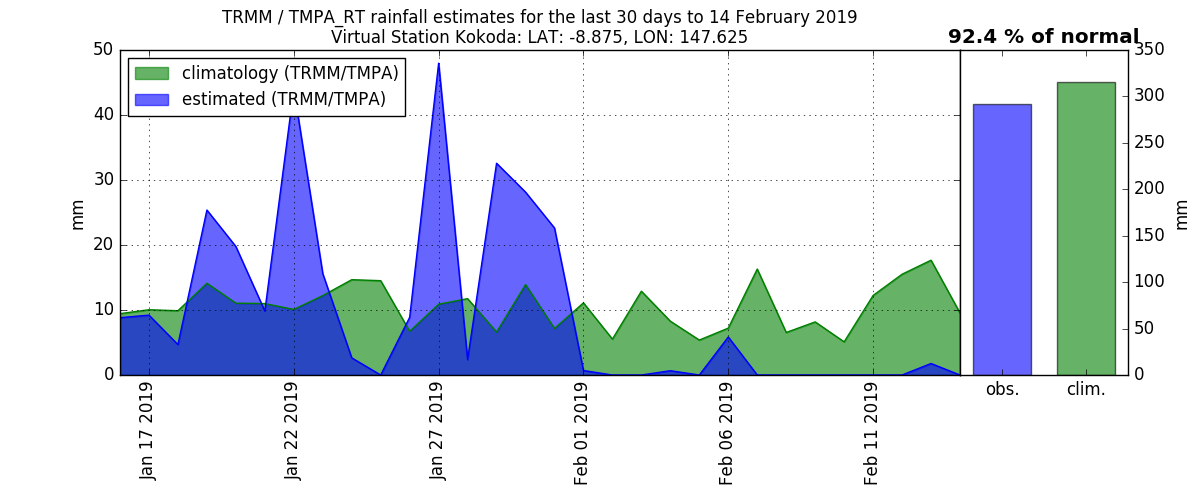 TRMM / TMPA_RT rainfall estimates for the last 30 days to 14 February 2019
Virtual Station Kokoda: LAT: -8.875, LON: 147.625
92.4 % of normal
climatology (TRMM/TMPA)
estimated (TRMM/TMPA)
50
40
30
20
10
0
mm
350
300
250
200
150
100
50
0
mm
Jan 17 2019
Jan 22 2019
Jan 27 2019
Feb 01 2019
Feb 06 2019
Feb 11 2019
obs.
clim.